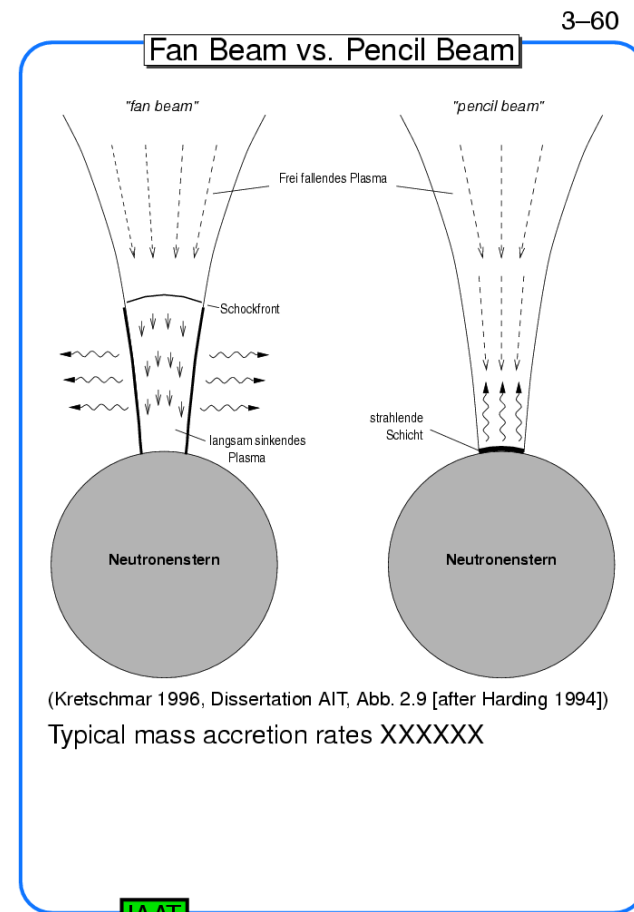 3–60
Fan Beam vs. Pencil Beam
"fan beam"
"pencil beam"
Frei fallendes Plasma
Schockfront
langsam sinkendes
Plasma
strahlende
Schicht
Neutronenstern
Neutronenstern
(Kretschmar 1996, Dissertation AIT, Abb. 2.9 [after Harding 1994])
Typical mass accretion rates XXXXXX
IAAT